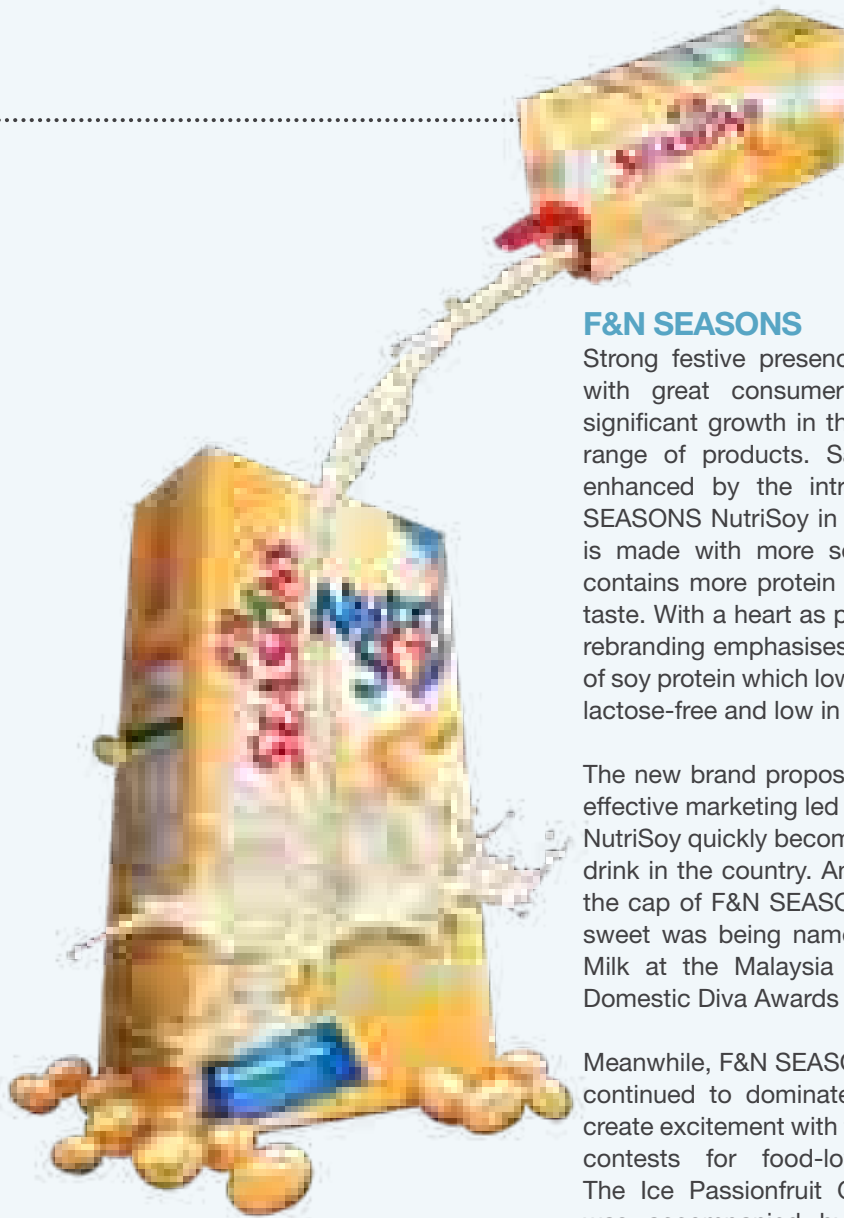 SEASONS
SEASONS
F&N SEASONS
Strong festive presenc
with great consumer
significant growth in th
range of products. Sa
enhanced by the intr
SEASONS NutriSoy in
is made with more so
contains more protein
taste. With a heart as p
rebranding emphasises
of soy protein which low
lactose-free and low in
The new brand propos
effective marketing led
NutriSoy quickly becom
drink in the country. An
the cap of F&N SEASO
sweet was being name
Milk at the Malaysia
Domestic Diva Awards
Meanwhile, F&N SEASO
continued to dominate
create excitement with
contests for food-lo
The Ice Passionfruit